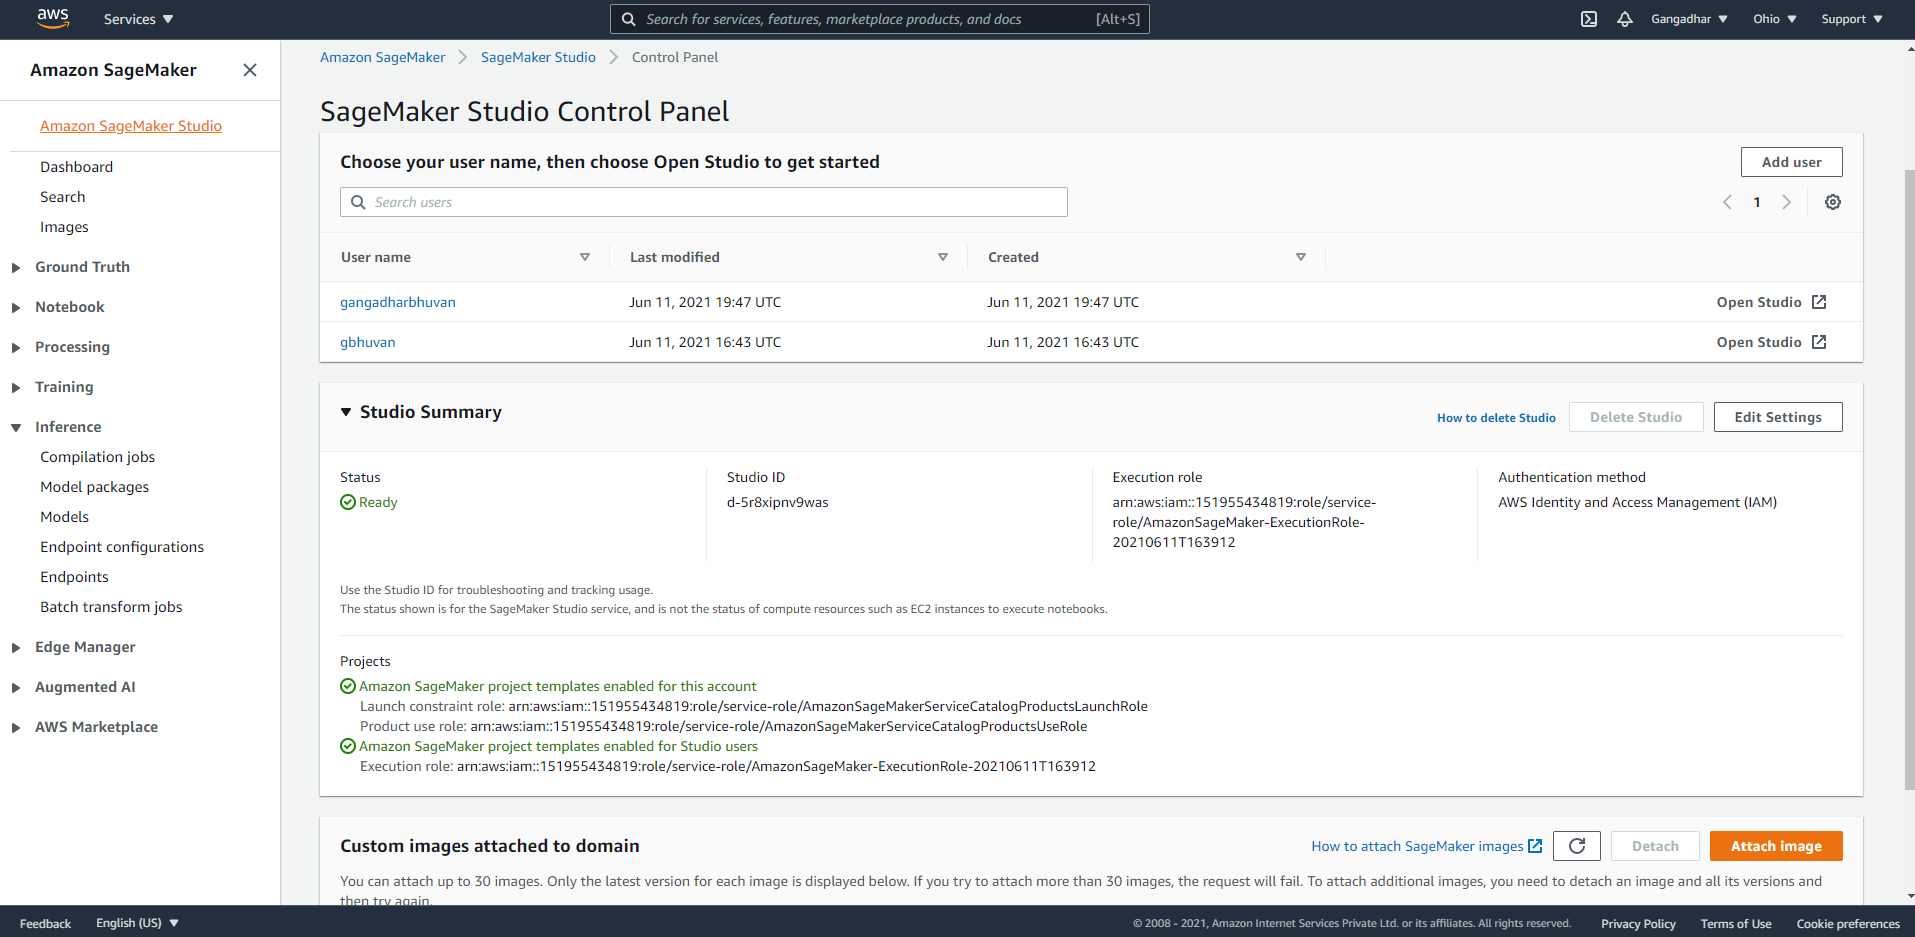 aws
Services
Search for services, features, marketplace products, and docs [Alt+S]
Gangadhar
Ohio
Support
Amazon SageMaker
Amazon SageMaker Studio
Dashboard
Search
Images
Ground Truth
Notebook
Processing
Training
Inference
Compilation jobs
Model packages
Models
Endpoint configurations
Endpoints
Batch transform jobs
Edge Manager
Augmented AI
AWS Marketplace
Amazon SageMaker SageMaker Studio Control Panel
SageMaker Studio Control Panel
Choose your user name, then choose Open Studio to get started
Add user
Search users
1
User name Last modified Created
gangadharbhuvan Jun 11, 2021 19:47 UTC Jun 11, 2021 19:47 UTC Open Studio
gbhuvan Jun 11, 2021 16:43 UTC Jun 11, 2021 16:43 UTC Open Studio
Studio Summary
How to delete Studio Delete Studio Edit Settings
Status
Ready
Studio ID
d-5r8xipnv9was
Execution role
arn:aws:iam::151955434819:role/service-
role/AmazonSageMaker-ExecutionRole-
20210611T163912
Authentication method
AWS Identity and Access Management (IAM)
Use the Studio ID for troubleshooting and tracking usage.
The status shown is for the SageMaker Studio service, and is not the status of compute resources such as EC2 instances to execute notebooks.
Projects
Amazon SageMaker project templates enabled for this account
Launch constraint role: arn:aws:iam::151955434819:role/service-role/AmazonSageMakerServiceCatalogProductsLaunchRole
Product use role: arn:aws:iam::151955434819:role/service-role/AmazonSageMakerServiceCatalogProductsUseRole
Amazon SageMaker project templates enabled for Studio users
Execution role: arn:aws:iam::151955434819:role/service-role/AmazonSageMaker-ExecutionRole-20210611T163912
Custom images attached to domain
How to attach SageMaker images Detach Attach image
You can attach up to 30 images. Only the latest version for each image is displayed below. If you try to attach more than 30 images, the request will fail. To attach additional images, you need to detach an image and all its versions and
then try again.
Feedback English (US)
© 2008 - 2021, Amazon Internet Services Private Ltd. or its affiliates. All rights reserved. Privacy Policy Terms of Use Cookie preferences